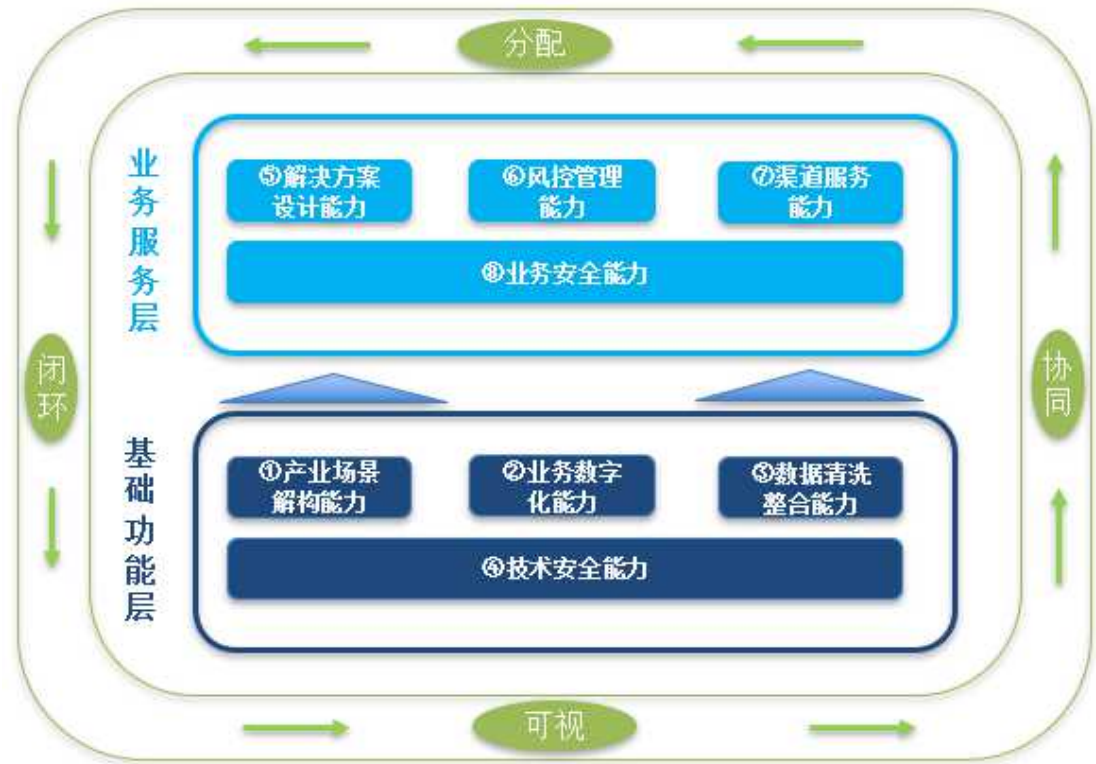 分配
业务服务层
⑤解决方案
设计能力
⑥风控管理
能力
⑦渠道服务
能力
⑧业务安全能力
闭环
协同
基础功能层
①产业场景
解构能力
②业务数字
化能力
③数据清洗
整合能力
④技术安全能力
可视